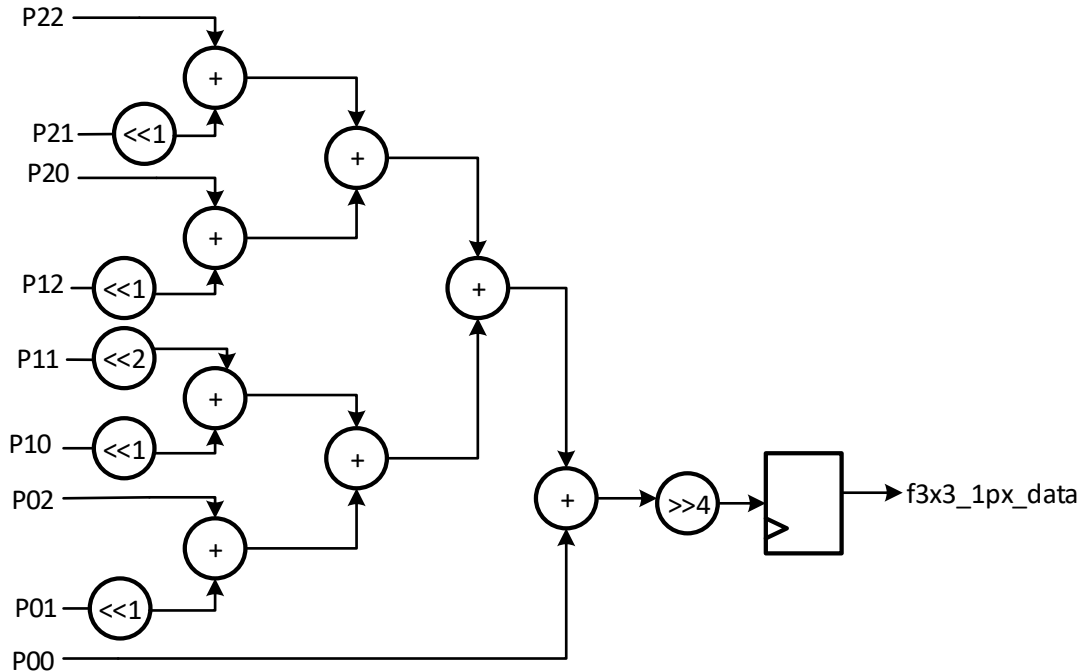 P22
+
P21
<<1
+
P20
+
P12
<<1
+
P11
<<2
+
P10
<<1
+
P02
+
>>4
f3x3_1px_data
+
P01
<<1
P00